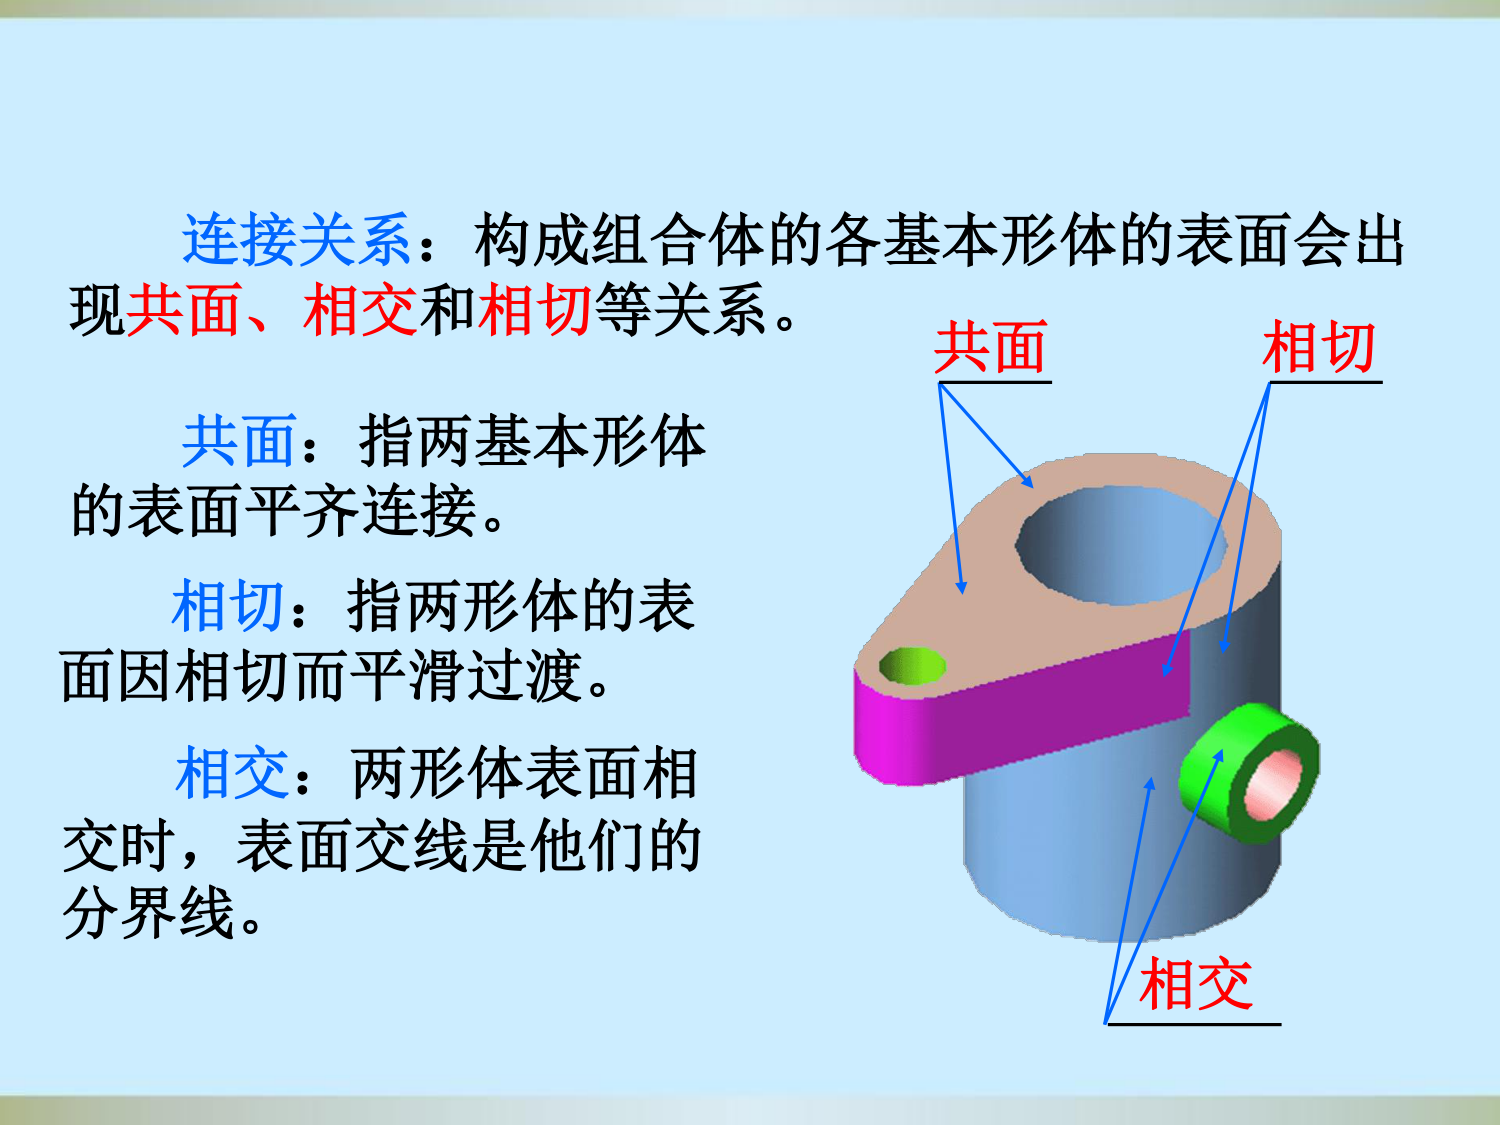 连接关系：构成组合体的各基本形体的表面会出
现共面、相交和相切等关系。
共面
相切
共面：指两基本形体
的表面平齐连接。
相切：指两形体的表
面因相切而平滑过渡。
相交：两形体表面相
交时，表面交线是他们的
分界线。
相交